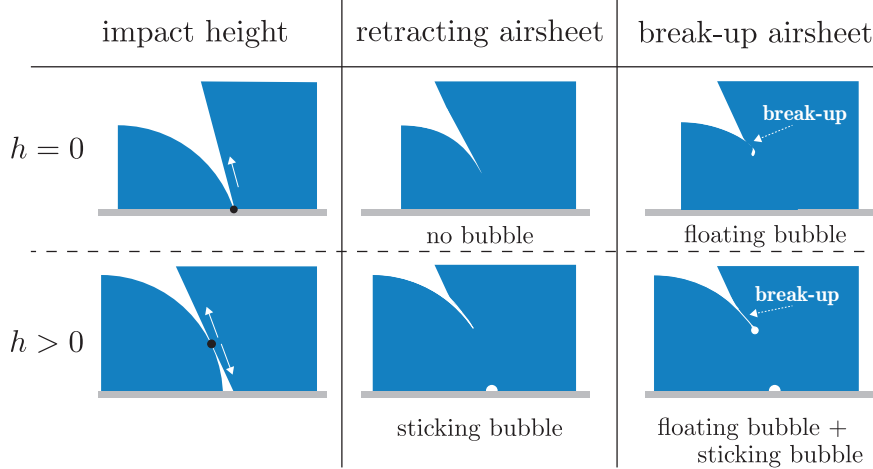 impact height
retracting airsheet
break-up airsheet
h = 0
break-up
no bubble
floating bubble
h > 0
break-up
sticking bubble
floating bubble +
sticking bubble